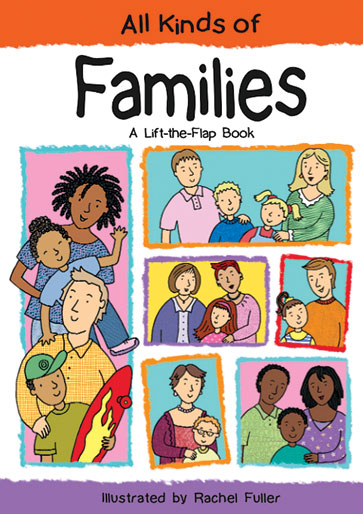 All Kinds of
Families
A Lift-the-Flap Book
Illustrated by Rachel Fuller